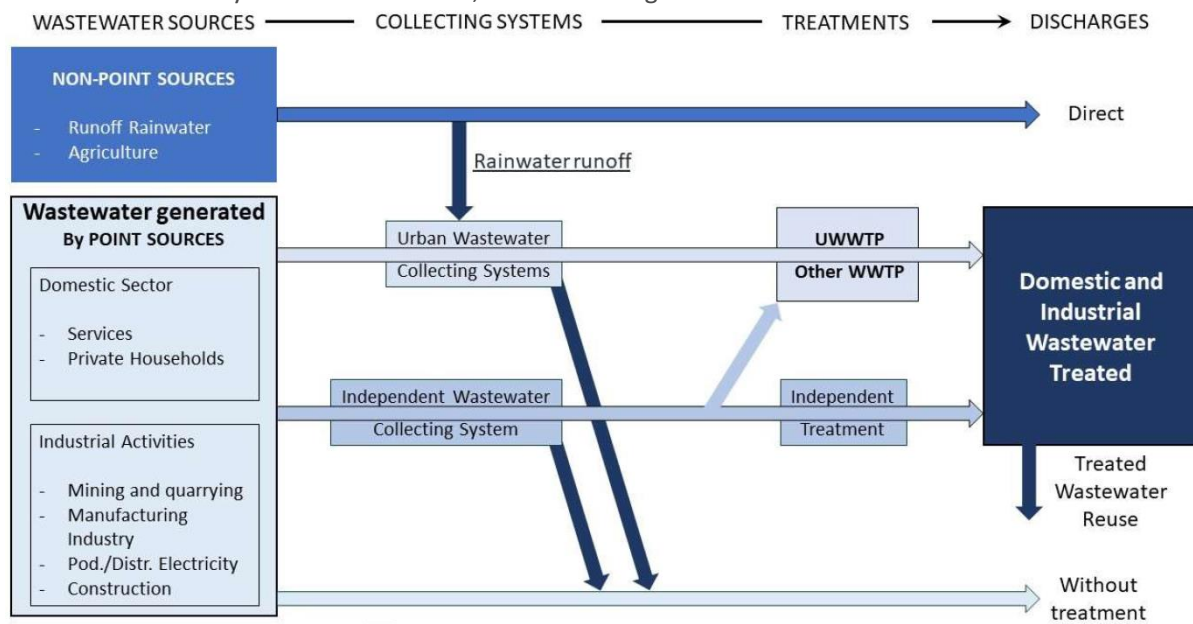 WASTEWATER SOURCES COLLECTING SYSTEMS TREATMENTS DISCHARGES
NON-POINT SOURCES
- Runoff Rainwater
- Agriculture
Direct
Rainwater runoff
Wastewater generated
By POINT SOURCES
Domestic Sector
- Services
- Private Households
Industrial Activities
- Mining and quarrying
- Manufacturing
Industry
- Pod./Distr. Electricity
- Construction
Urban Wastewater
Collecting Systems
UWWTP
Other WWTP
Independent Wastewater
Collecting System
Independent
Treatment
Domestic and
Industrial
Wastewater
Treated
Treated
Wastewater
Reuse
Without
treatment